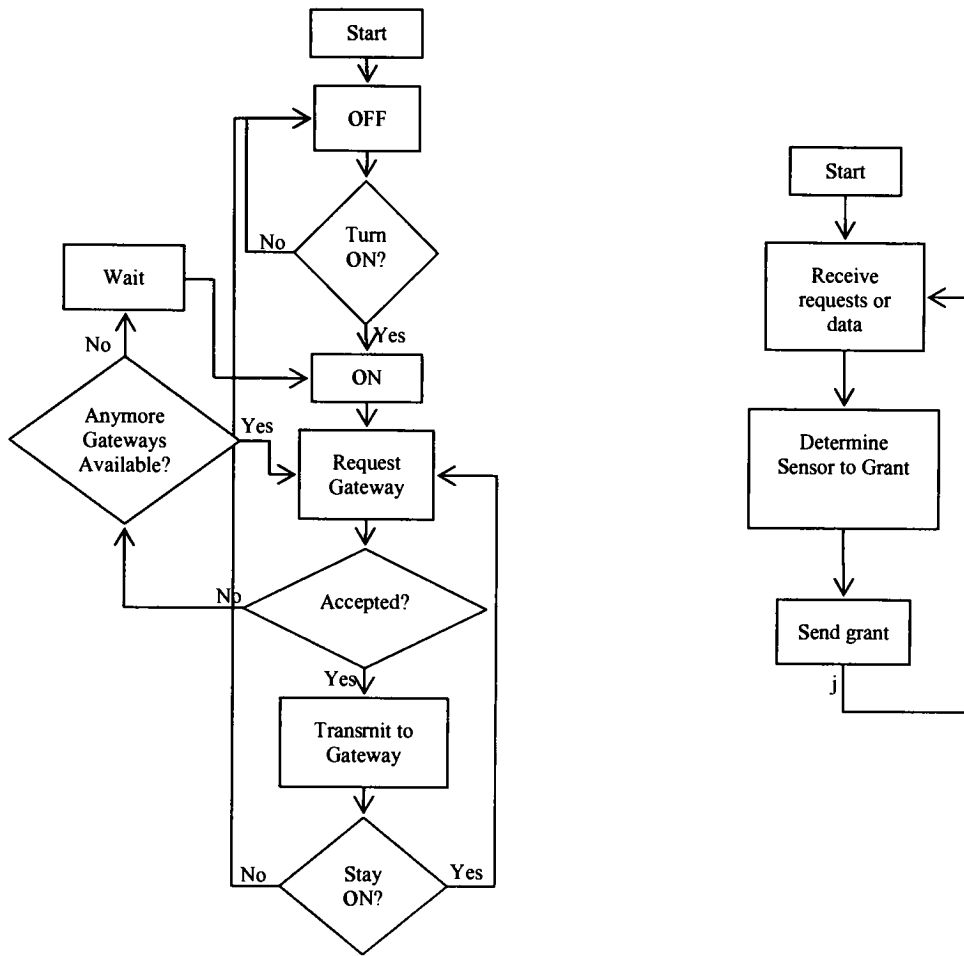 Start
OFF
No
Turn
ON?
Yes
Wait
No
ON
Anymore
Gateways
Available?
Yes
Request
Gateway
No
Accepted?
Yes
Transmit to
Gateway
No
Stay
ON?
Yes
Start
Receive
requests or
data
Determine
Sensor to Grant
Send grant
j